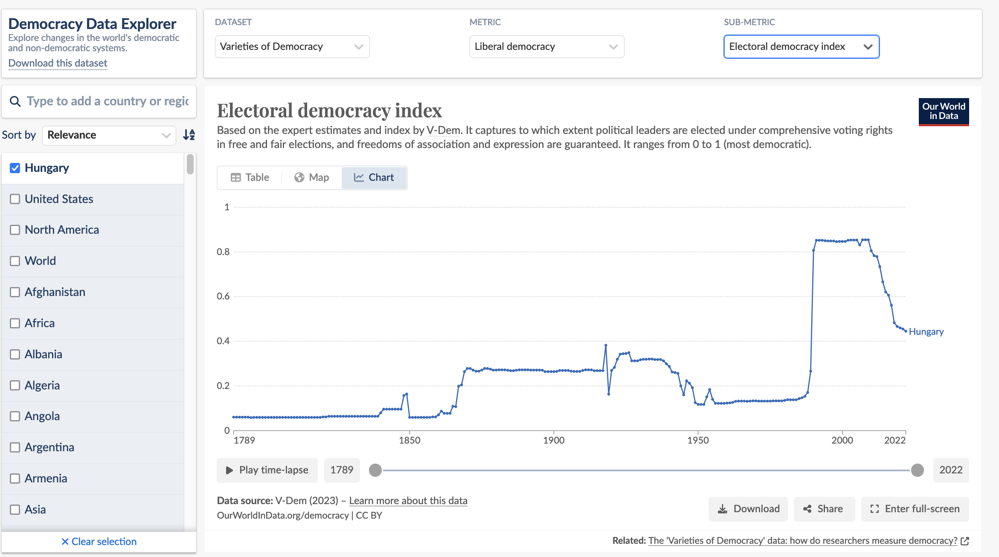 Democracy Data Explorer
Explore changes in the world's democratic
and non-democratic systems.
Download this dataset
DATASET
Varieties of Democracy
METRIC
Liberal democracy
SUB-METRIC
Electoral democracy index
Type to add a country or regio
Sort by
Relevance
Hungary
United States
North America
World
Afghanistan
Africa
Albania
Algeria
Angola
Argentina
Armenia
Asia
Clear selection
Electoral democracy index
Our World
in Data
Based on the expert estimates and index by V-Dem. It captures to which extent political leaders are elected under comprehensive voting rights
in free and fair elections, and freedoms of association and expression are guaranteed. It ranges from 0 to 1 (most democratic).
Table
Map
Chart
1
0.8
0.6
0.4
0.2
0
Hungary
1789
1850
1900
1950
2000
2022
Play time-lapse
1789
2022
Data source: V-Dem (2023) – Learn more about this data
OurWorldInData.org/democracy | CC BY
Download
Share
Enter full-screen
Related: The 'Varieties of Democracy' data: how do researchers measure democracy?